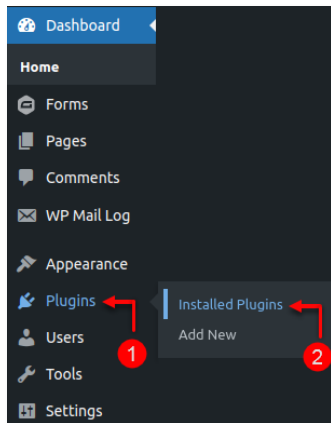 Dashboard
Home
Forms
Pages
Comments
WP Mail Log
Appearance
Plugins
Installed Plugins
Add New
Users
1
2
Tools
Settings